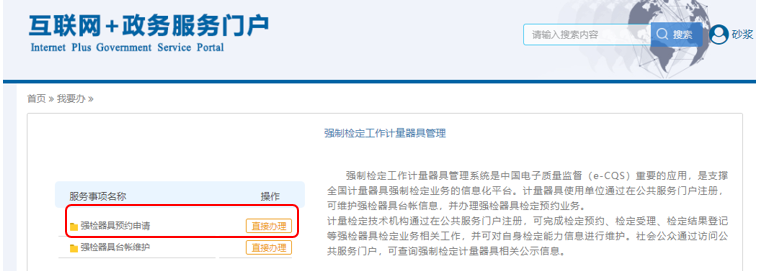 互联网+政务服务门户
Internet Plus Government Service Portal
请输入搜索内容
搜索
砂浆
首页 » 我要办 »
强制检定工作计量器具管理
服务事项名称 操作
强检器具预约申请 直接办理
强检器具台帐维护 直接办理
强制检定工作计量器具管理系统是中国电子质量监督（e-CQS）重要的应用，是支撑
全国计量器具强制检定业务的信息化平台。计量器具使用单位通过在公共服务门户注册，
可维护强检器具台帐信息，并办理强检器具检定预约业务。
计量检定技术机构通过在公共服务门户注册，可完成检定预约、检定受理、检定结果登记
等强检器具检定业务相关工作，并可对自身检定能力信息进行维护。社会公众通过访问公
共服务门户，可查询强制检定计量器具相关公示信息。